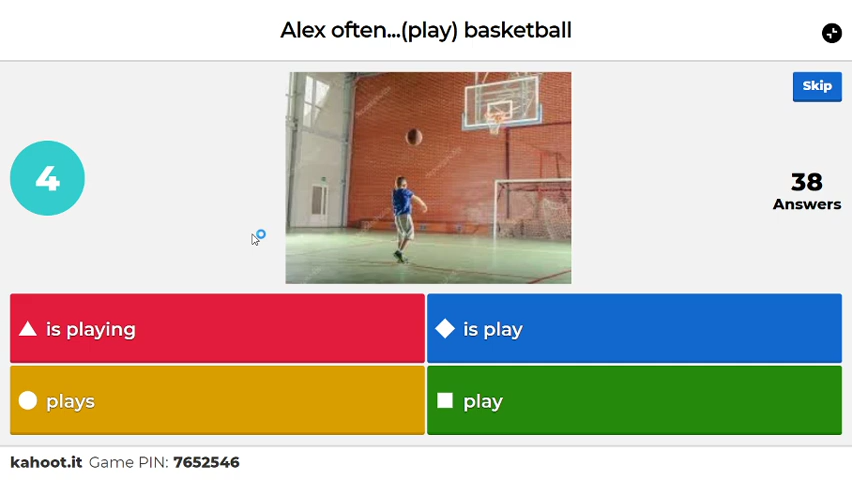 Alex often...(play) basketball
Skip
4
38
Answers
is playing
is play
plays
play
kahoot.it Game PIN: 7652546